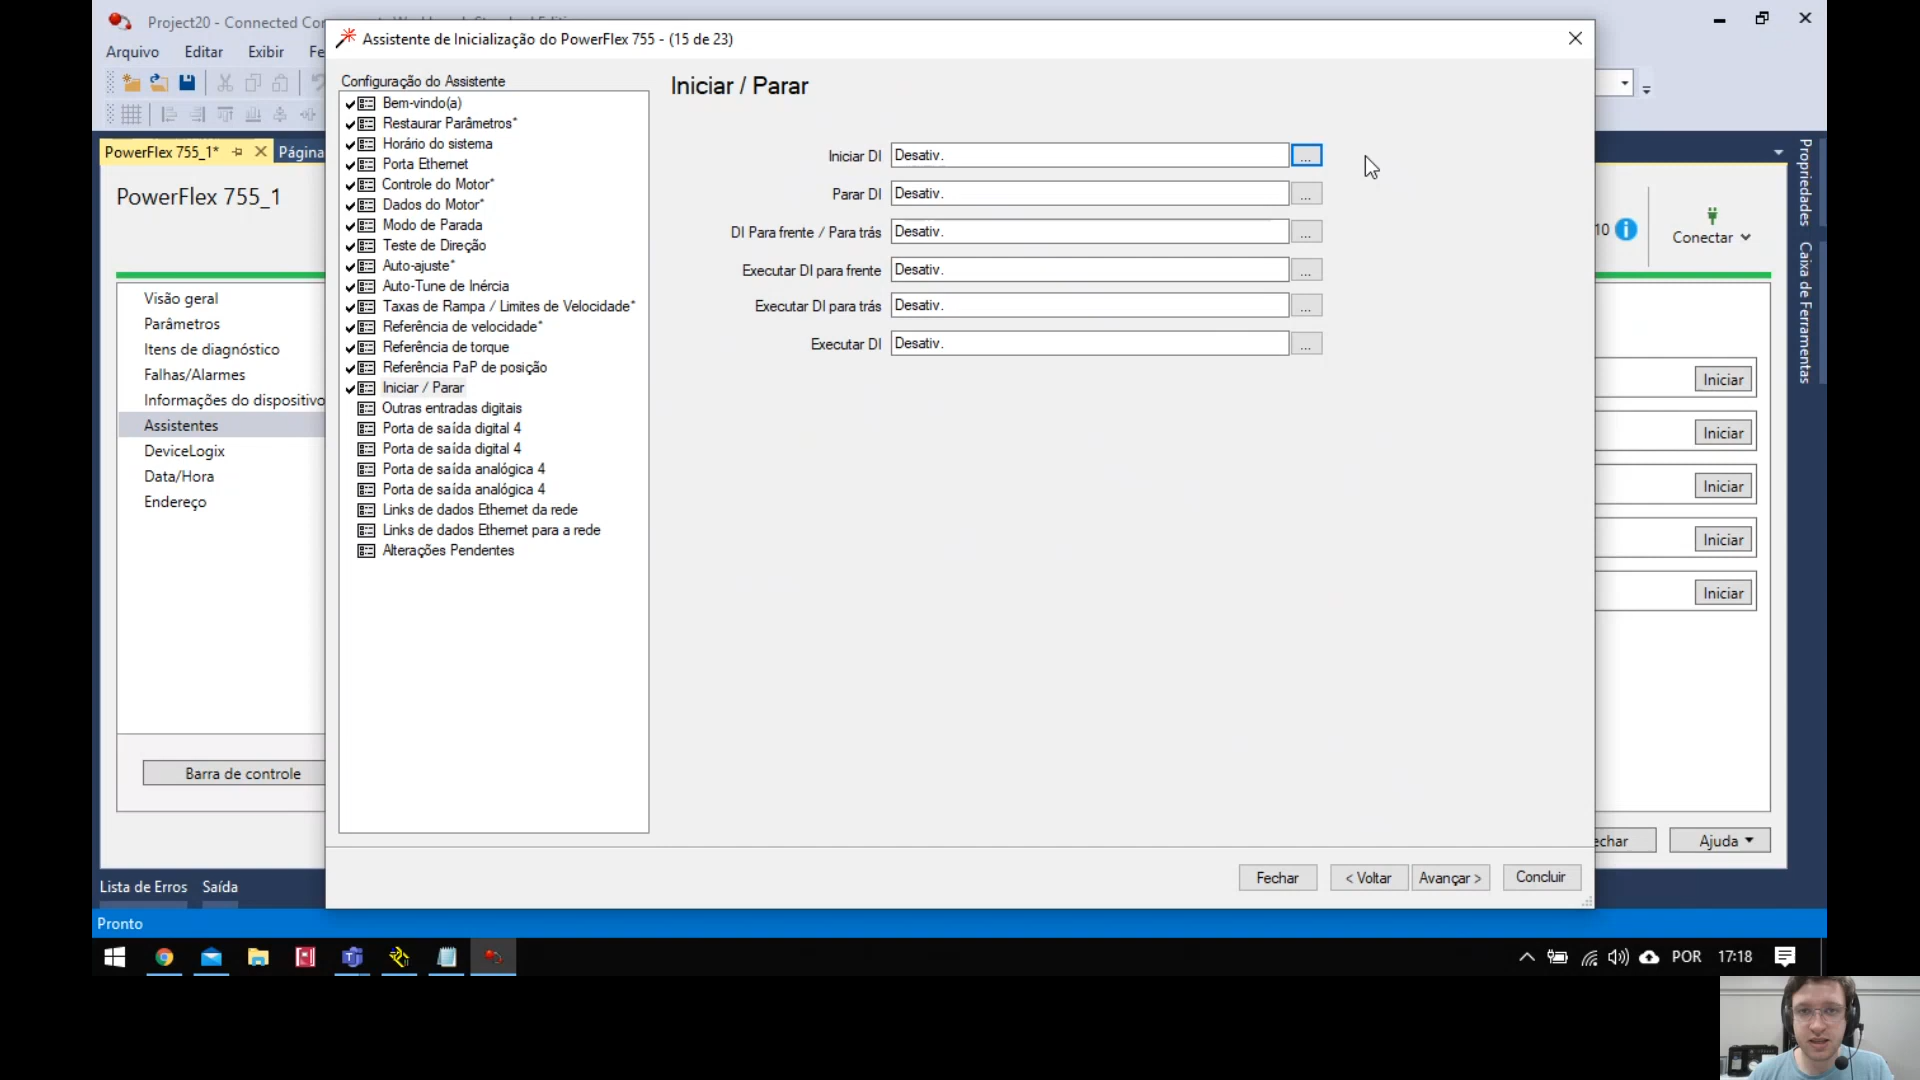 Project20 - Connected Com
Assistente de Inicialização do PowerFlex 755 - (15 de 23)
Arquivo Editar Exibir Fe
Configuração do Assistente
Iniciar / Parar
Bem-vindo(a)
Restaurar Parâmetros*
Horário do sistema
Porta Ethernet
Controle do Motor*
Dados do Motor*
Modo de Parada
Teste de Direção
Auto-ajuste*
Auto-Tune de Inércia
Taxas de Rampa / Limites de Velocidade*
Referência de velocidade*
Referência de torque
Referência PaP de posição
Iniciar / Parar
Outras entradas digitais
Porta de saída digital 4
Porta de saída digital 4
Porta de saída analógica 4
Porta de saída analógica 4
Links de dados Ethernet da rede
Links de dados Ethernet para a rede
Alterações Pendentes
Iniciar DI Desativ. ...
Parar DI Desativ. ...
DI Para frente / Para trás Desativ. ...
Executar DI para frente Desativ. ...
Executar DI para trás Desativ. ...
Executar DI Desativ. ...
PowerFlex 755_1* Página
PowerFlex 755_1
Visão geral
Parâmetros
Itens de diagnóstico
Falhas/Alarmes
Informações do dispositivo
Assistentes
DeviceLogix
Data/Hora
Endereço
Barra de controle
10
Conectar
Iniciar
Iniciar
Iniciar
Iniciar
Iniciar
Propriedades
Caixa de Ferramentas
echar Ajuda
Fechar < Voltar Avançar > Concluir
Lista de Erros Saída
Pronto
POR 17:18